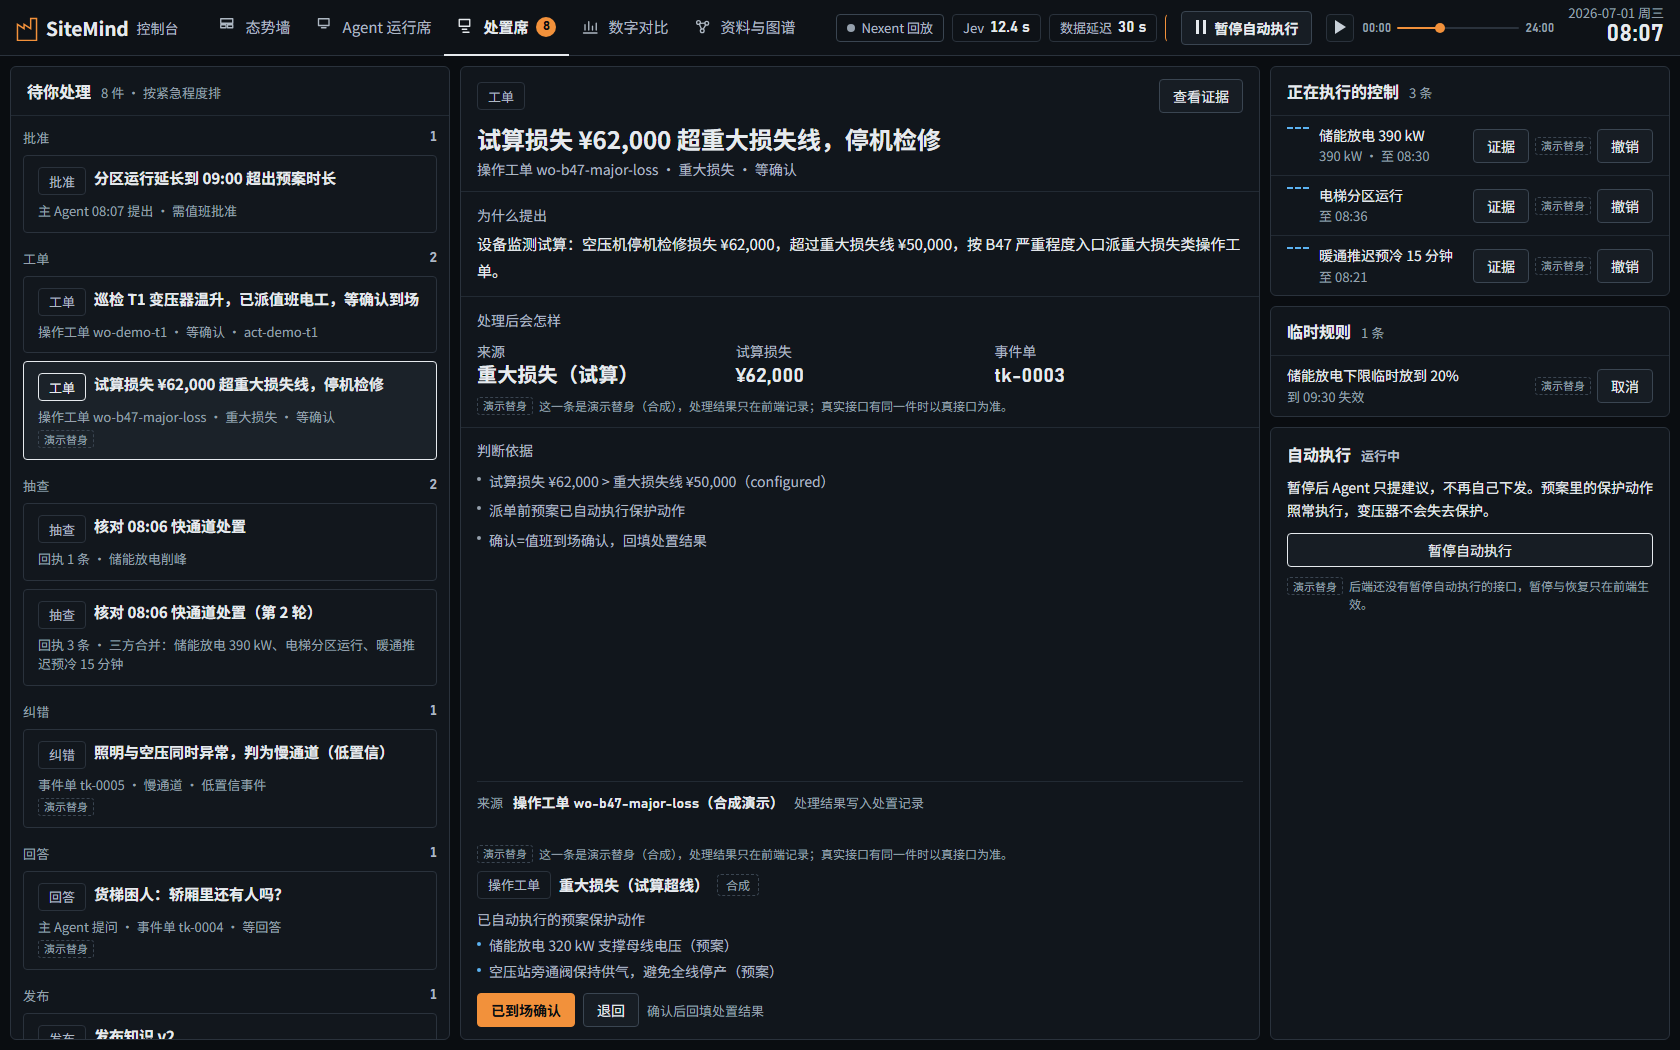 SiteMind 控制台
态势墙
Agent 运行席
处置席 8
数字对比
资料与图谱
Nexent 回放
Jev 12.4 s
数据延迟 30 s
暂停自动执行
00:00
24:00
2026-07-01 周三
08:07
待你处理 8 件 · 按紧急程度排
批准 1
批准 分区运行延长到 09:00 超出预案时长
主 Agent 08:07 提出 · 需值班批准
工单 2
工单 巡检 T1 变压器温升，已派值班电工，等确认到场
操作工单 wo-demo-t1 · 等确认 · act-demo-t1
工单 试算损失 ¥62,000 超重大损失线，停机检修
操作工单 wo-b47-major-loss · 重大损失 · 等确认
演示替身
抽查 2
抽查 核对 08:06 快通道处置
回执 1 条 · 储能放电削峰
抽查 核对 08:06 快通道处置（第 2 轮）
回执 3 条 · 三方合并：储能放电 390 kW、电梯分区运行、暖通推
迟预冷 15 分钟
纠错 1
纠错 照明与空压同时异常，判为慢通道（低置信）
事件单 tk-0005 · 慢通道 · 低置信事件
演示替身
回答 1
回答 货梯困人：轿厢里还有人吗？
主 Agent 提问 · 事件单 tk-0004 · 等回答
演示替身
发布 1
发布 发布知识 v2
工单
查看证据
试算损失 ¥62,000 超重大损失线，停机检修
操作工单 wo-b47-major-loss · 重大损失 · 等确认
为什么提出
设备监测试算：空压机停机检修损失 ¥62,000，超过重大损失线 ¥50,000，按 B47 严重程度入口派重大损失类操作工
单。
处理后会怎样
来源 试算损失 事件单
重大损失（试算） ¥62,000 tk-0003
演示替身 这一条是演示替身（合成），处理结果只在前端记录；真实接口有同一件时以真接口为准。
判断依据
• 试算损失 ¥62,000 > 重大损失线 ¥50,000（configured）
• 派单前预案已自动执行保护动作
• 确认=值班到场确认，回填处置结果
来源 操作工单 wo-b47-major-loss（合成演示） 处理结果写入处置记录
演示替身 这一条是演示替身（合成），处理结果只在前端记录；真实接口有同一件时以真接口为准。
操作工单 重大损失（试算超线） 合成
已自动执行的预案保护动作
• 储能放电 320 kW 支撑母线电压（预案）
• 空压站旁通阀保持供气，避免全线停产（预案）
已到场确认 退回 确认后回填处置结果
正在执行的控制 3 条
储能放电 390 kW
390 kW · 至 08:30
证据 演示替身 撤销
电梯分区运行
至 08:36
证据 演示替身 撤销
暖通推迟预冷 15 分钟
至 08:21
证据 演示替身 撤销
临时规则 1 条
储能放电下限临时放到 20%
到 09:30 失效
演示替身 取消
自动执行 运行中
暂停后 Agent 只提建议，不再自己下发。预案里的保护动作
照常执行，变压器不会失去保护。
暂停自动执行
演示替身 后端还没有暂停自动执行的接口，暂停与恢复只在前端生
效。